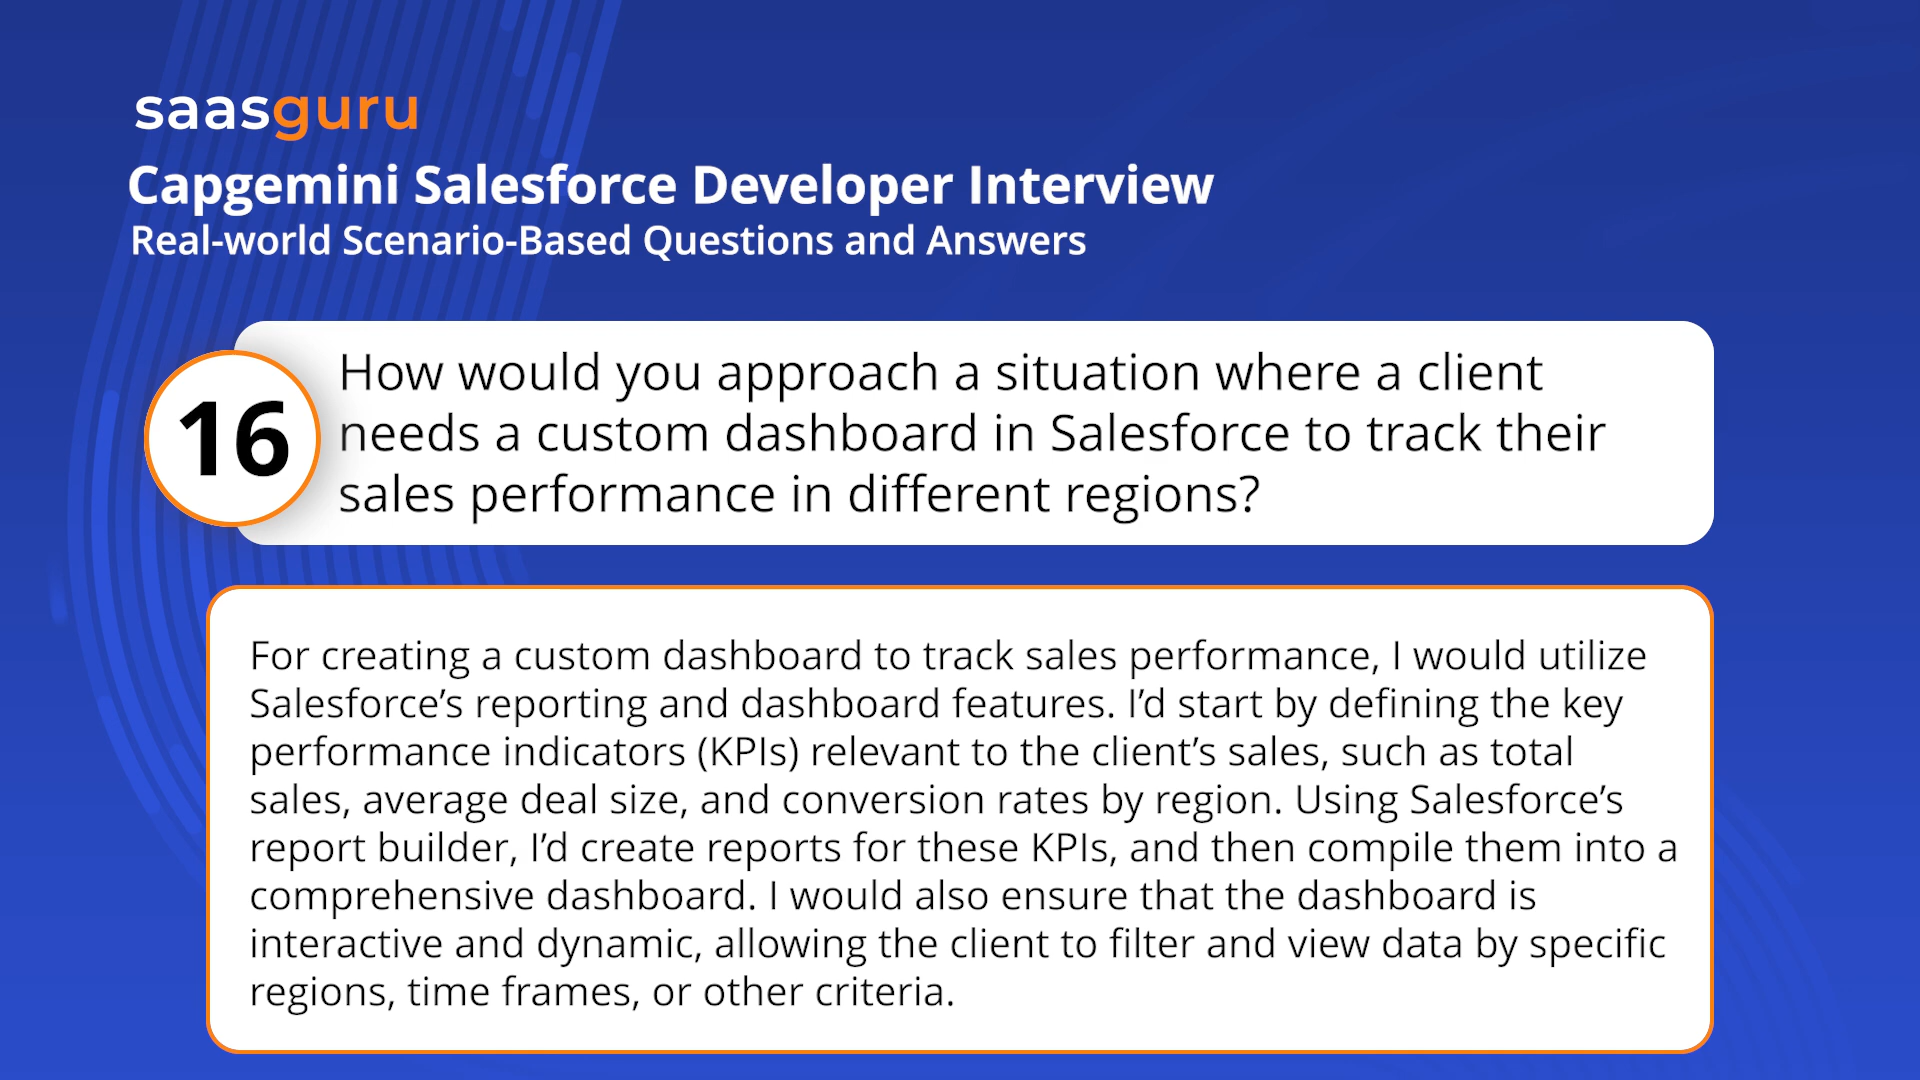 saasguru
Capgemini Salesforce Developer Interview
Real-world Scenario-Based Questions and Answers
16
How would you approach a situation where a client
needs a custom dashboard in Salesforce to track their
sales performance in different regions?
For creating a custom dashboard to track sales performance, I would utilize
Salesforce’s reporting and dashboard features. I’d start by defining the key
performance indicators (KPIs) relevant to the client’s sales, such as total
sales, average deal size, and conversion rates by region. Using Salesforce’s
report builder, I’d create reports for these KPIs, and then compile them into a
comprehensive dashboard. I would also ensure that the dashboard is
interactive and dynamic, allowing the client to filter and view data by specific
regions, time frames, or other criteria.